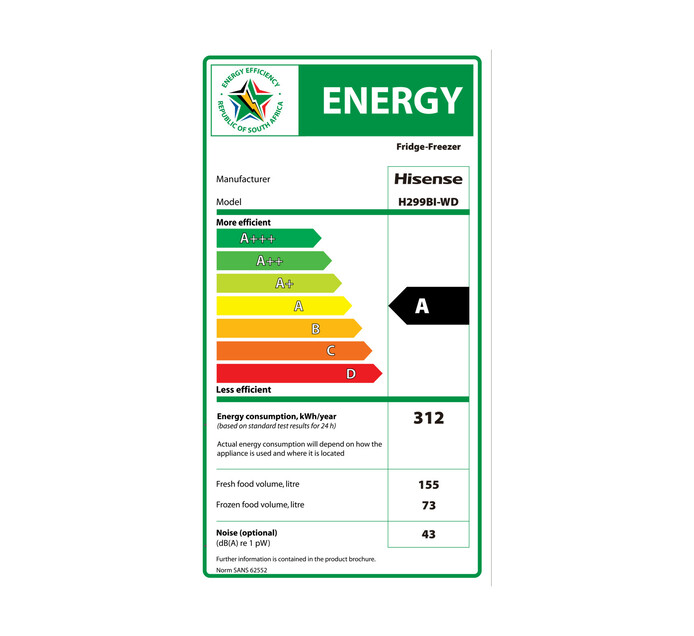 ENERGY EFFICIENCY
REPUBLIC OF SOUTH AFRICA
ENERGY
Fridge-Freezer
Manufacturer
Hisense
Model
H299BI-WD
More efficient
A+++
A++
A+
A
A
B
C
D
Less efficient
Energy consumption, kWh/year
312
(based on standard test results for 24 h)
Actual energy consumption will depend on how the
appliance is used and where it is located
Fresh food volume, litre
155
Frozen food volume, litre
73
Noise (optional)
43
(dB(A) re 1 pW)
Further information is contained in the product brochure.
Norm SANS 62552